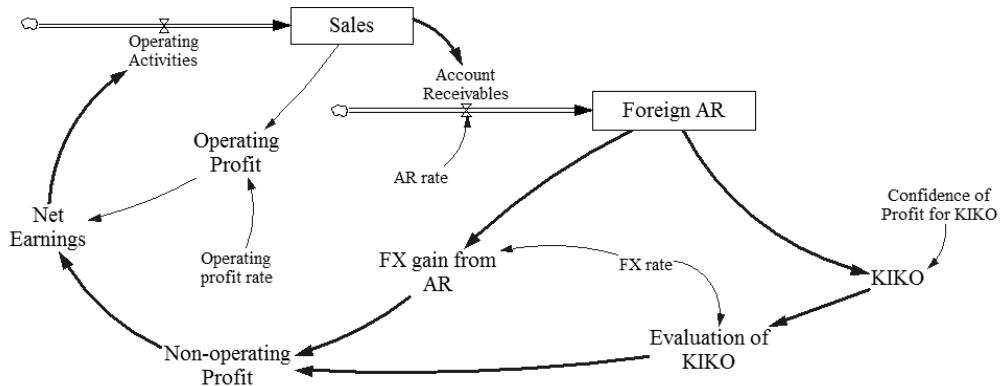 Sales
Operating
Activities
Account
Receivables
Foreign AR
Operating
Profit
AR rate
Confidence of
Profit for KIKO
Net
Earnings
Operating
profit rate
FX gain from
AR
FX rate
KIKO
Evaluation of
KIKO
Non-operating
Profit